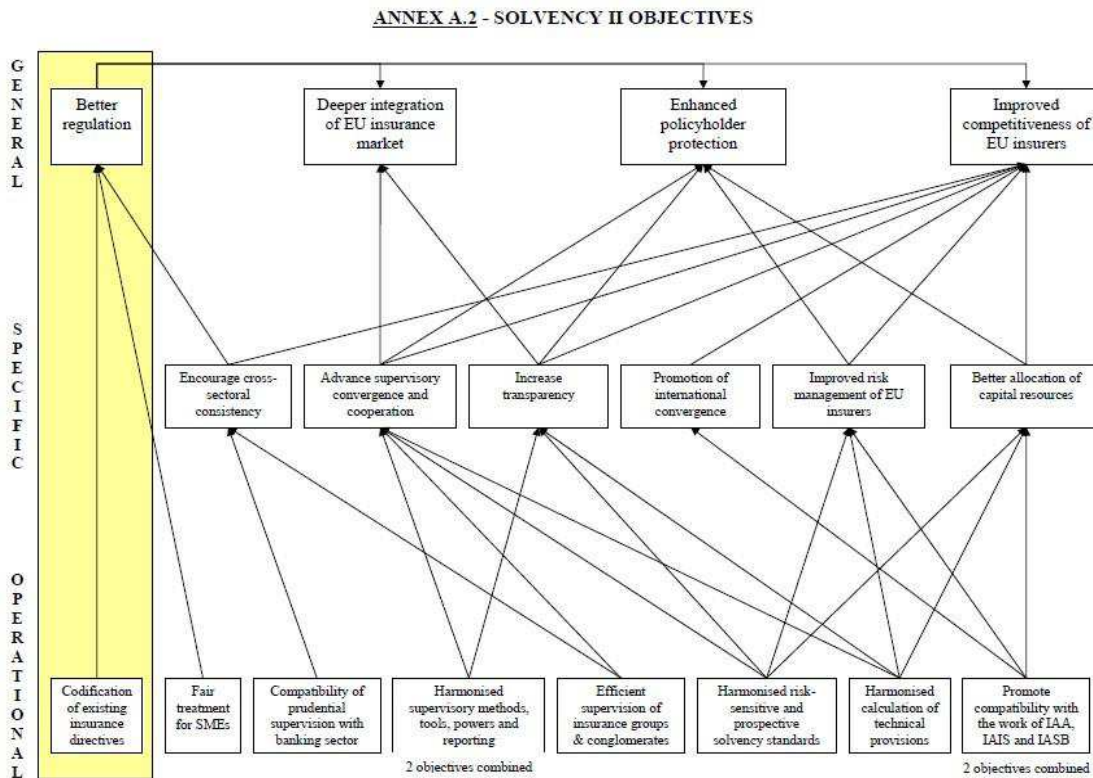 ANNEX A.2 - SOLVENCY II OBJECTIVES
GENERAL
Better
regulation
Deeper integration
of EU insurance
market
Enhanced
policyholder
protection
Improved
competitiveness of
EU insurers
SPECIFIC
Encourage cross-
sectoral
consistency
Advance supervisory
convergence and
cooperation
Increase
transparency
Promotion of
international
convergence
Improved risk
management of EU
insurers
Better allocation of
capital resources
OPERATIONAL
Codification
of existing
insurance
directives
Fair
treatment
for SMEs
Compatibility of
prudential
supervision with
banking sector
Harmonised
supervisory methods,
tools, powers and
reporting
Efficient
supervision of
insurance groups
& conglomerates
Harmonised risk-
sensitive and
prospective
solvency standards
Harmonised
calculation of
technical
provisions
Promote
compatibility with
the work of IAA,
IAIS and IASB
2 objectives combined
2 objectives combined